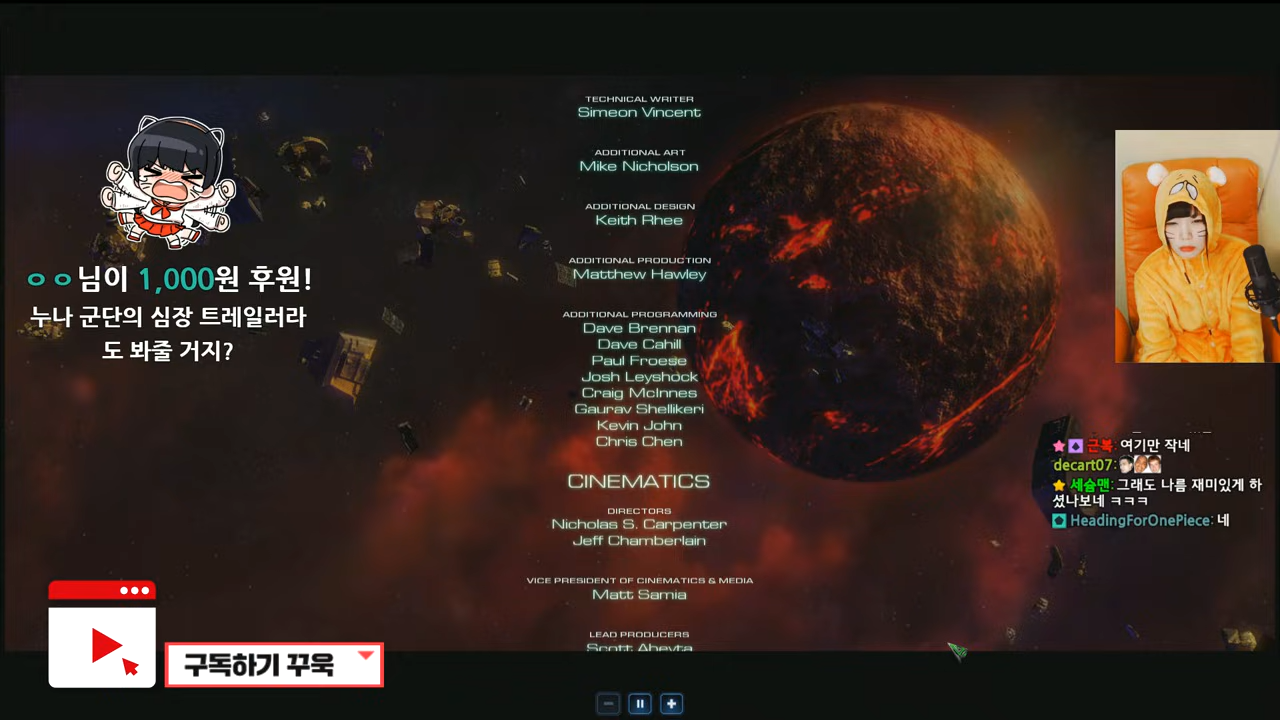 TECHNICAL WRITER
Simeon Vincent
ADDITIONAL ART
Mike Nicholson
ADDITIONAL DESIGN
Keith Rhee
ADDITIONAL PRODUCTION
Matthew Hawley
ADDITIONAL PROGRAMMING
Dave Brennan
Dave Cahill
Paul Froese
Josh Leyshock
Craig McInnes
Gaurav Shellikeri
Kevin John
Chris Chen
CINEMATICS
DIRECTORS
Nicholas S. Carpenter
Jeff Chamberlain
VICE PRESIDENT OF CINEMATICS & MEDIA
Matt Samia
LEAD PRODUCERS
Scott Abeyta
ㅇㅇ님이 1,000원 후원!
누나 군단의 심장 트레일러라
도 봐줄 거지?
근복: 여기만 작네
decart07:
세슘맨: 그래도 나름 재미있게 하
셨나보네 ㅋㅋㅋ
HeadingForOnePiece: 네
구독하기 꾸욱